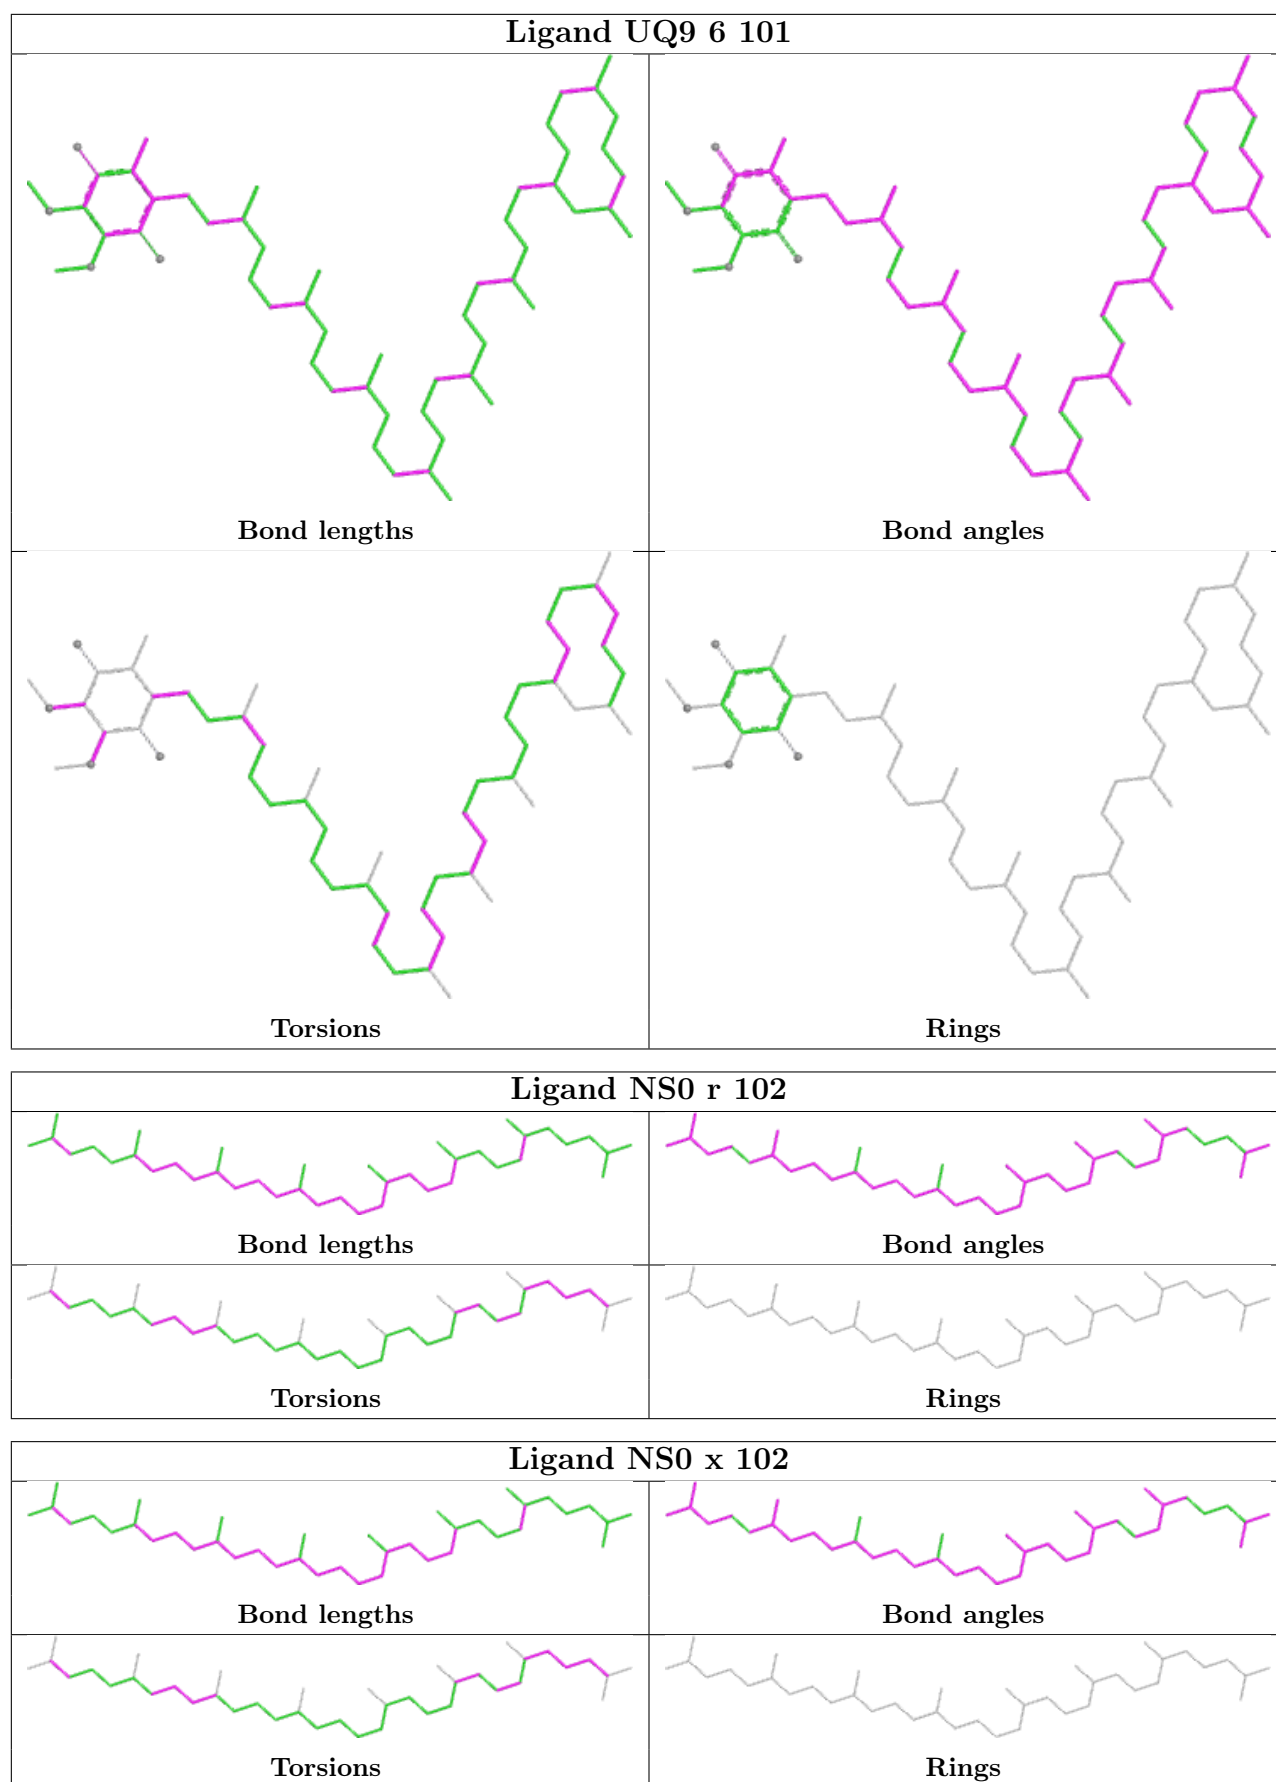 Ligand UQ9 6 101
Bond lengths
Bond angles
Torsions
Rings
Ligand NS0 r 102
Bond lengths
Bond angles
Torsions
Rings
Ligand NS0 x 102
Bond lengths
Bond angles
Torsions
Rings